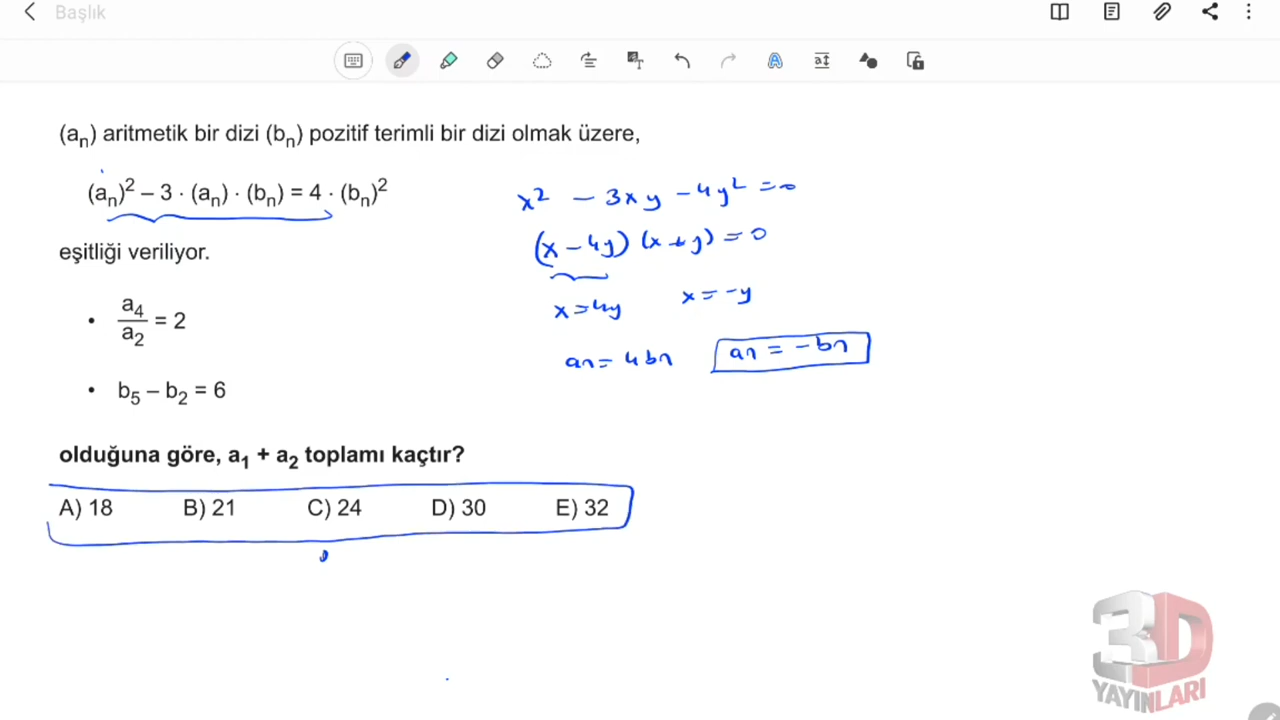 Başlık
(aₙ) aritmetik bir dizi (bₙ) pozitif terimli bir dizi olmak üzere,
(aₙ)² – 3 · (aₙ) · (bₙ) = 4 · (bₙ)²
x² – 3xy – 4y² = 0
(x – 4y) (x + y) = 0
eşitliği veriliyor.
x = 4y x = –y
• a₄/a₂ = 2
an = 4bn an = –bn
• b₅ – b₂ = 6
olduğuna göre, a₁ + a₂ toplamı kaçtır?
A) 18 B) 21 C) 24 D) 30 E) 32
3D
YAYINLARI